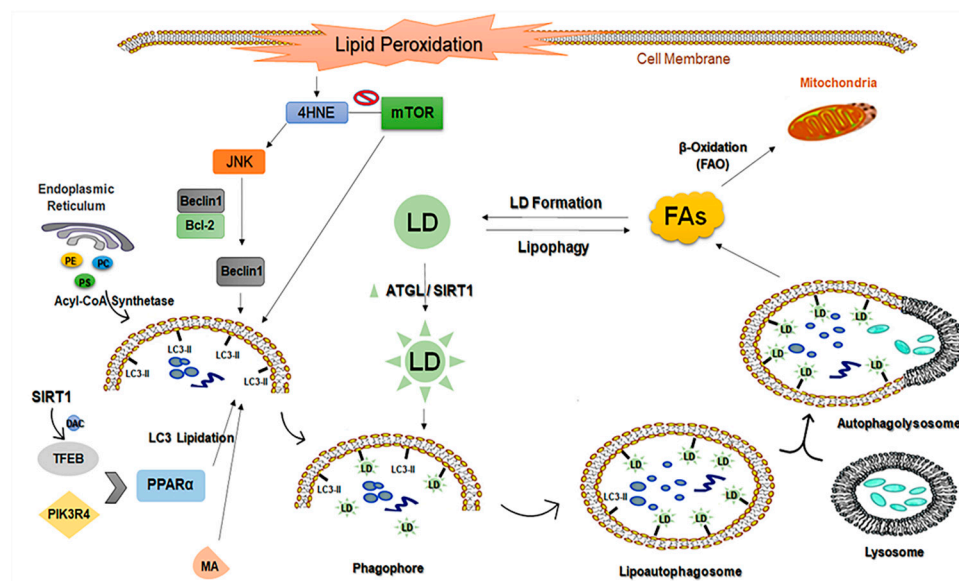 Lipid Peroxidation
Cell Membrane
4HNE
mTOR
Mitochondria
JNK
β-Oxidation
(FAO)
Endoplasmic
Reticulum
Beclin1
Bcl-2
LD
LD Formation
Lipophagy
FAs
PE
PC
PS
Beclin1
Acyl-CoA Synthetase
ATGL / SIRT1
LC3-II
LC3-II
LC3-II
LC3-II
LD
LD
LD
LD
LD
LD
LD
SIRT1
DAC
TFEB
PIK3R4
PPARα
LC3 Lipidation
MA
Autophagolysosome
LD
LC3-II
LC3-II
LD
LD
LD
LD
Phagophore
LD
LD
LD
LC3-II
LD
LD
LD
LD
Lipoautophagosome
Lysosome